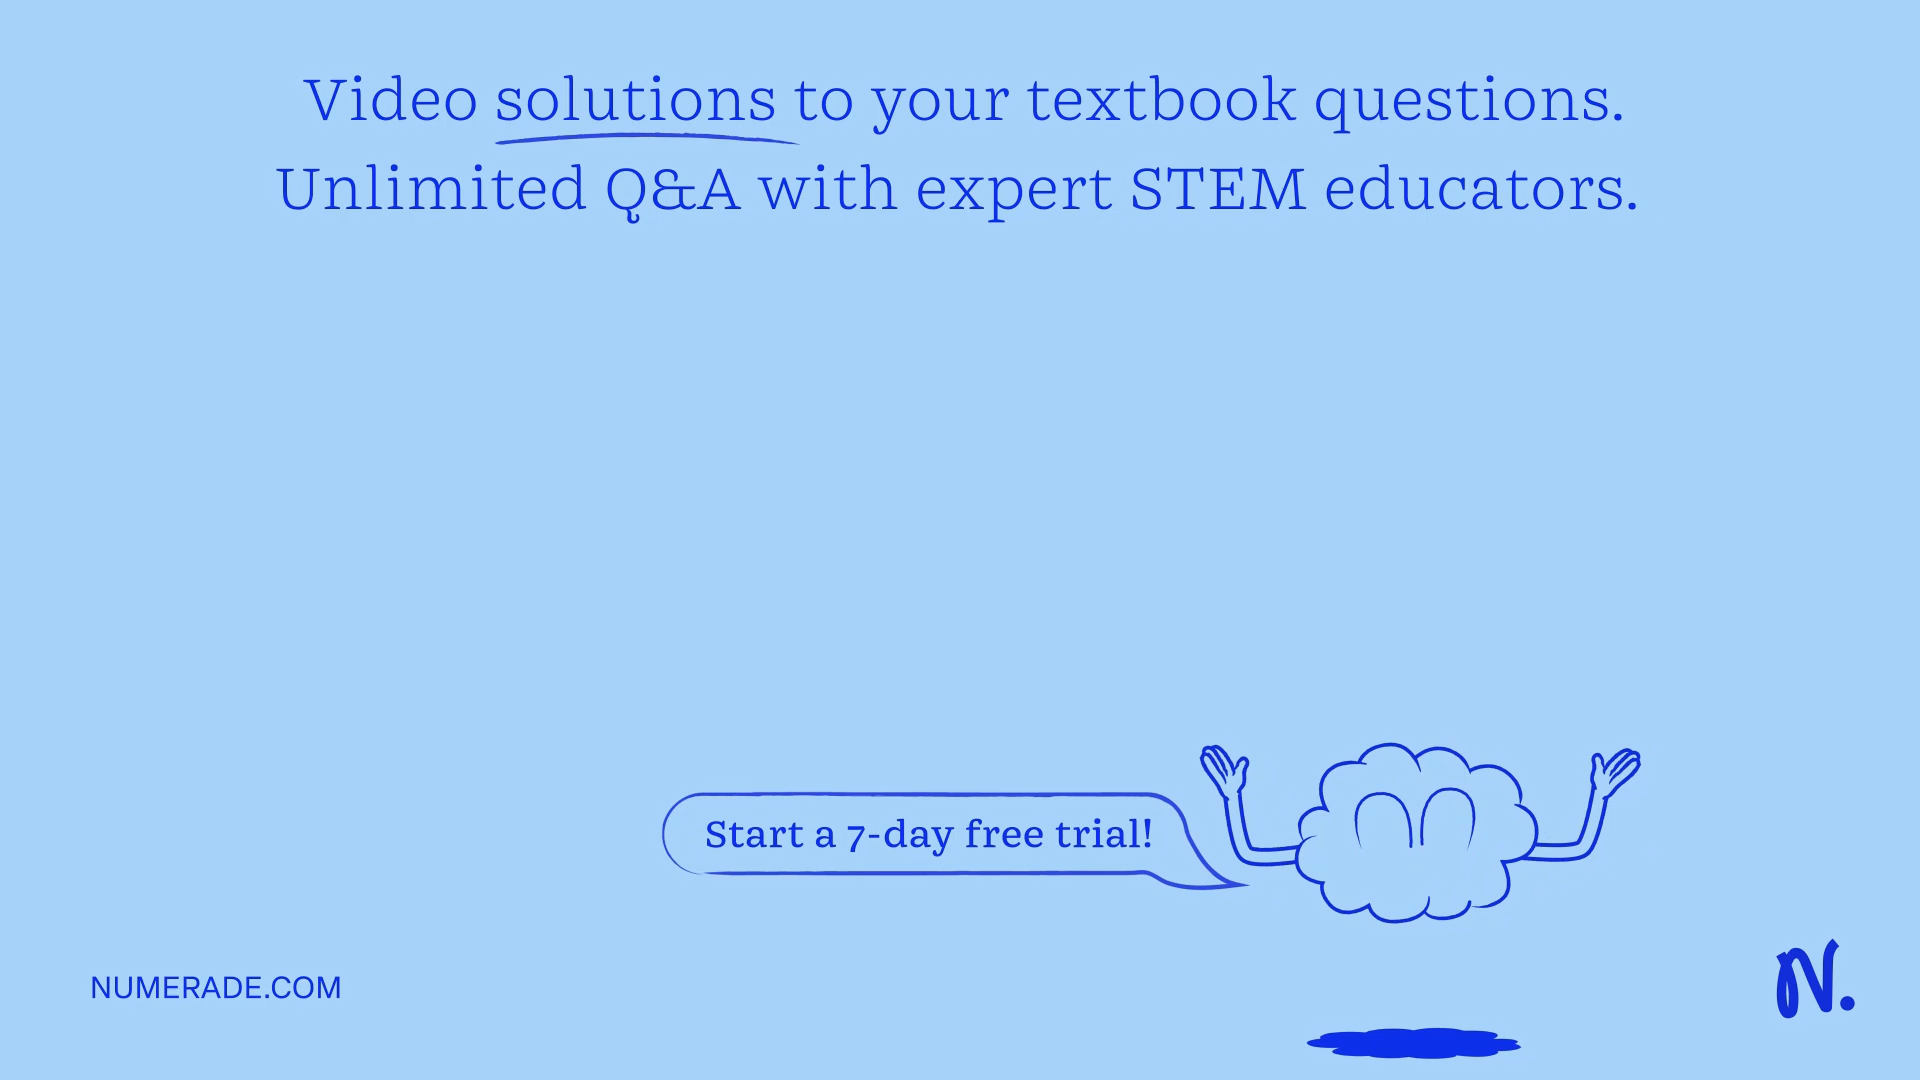 Video solutions to your textbook questions.
Unlimited Q&A with expert STEM educators.
Start a 7-day free trial!
NUMERADE.COM
N.